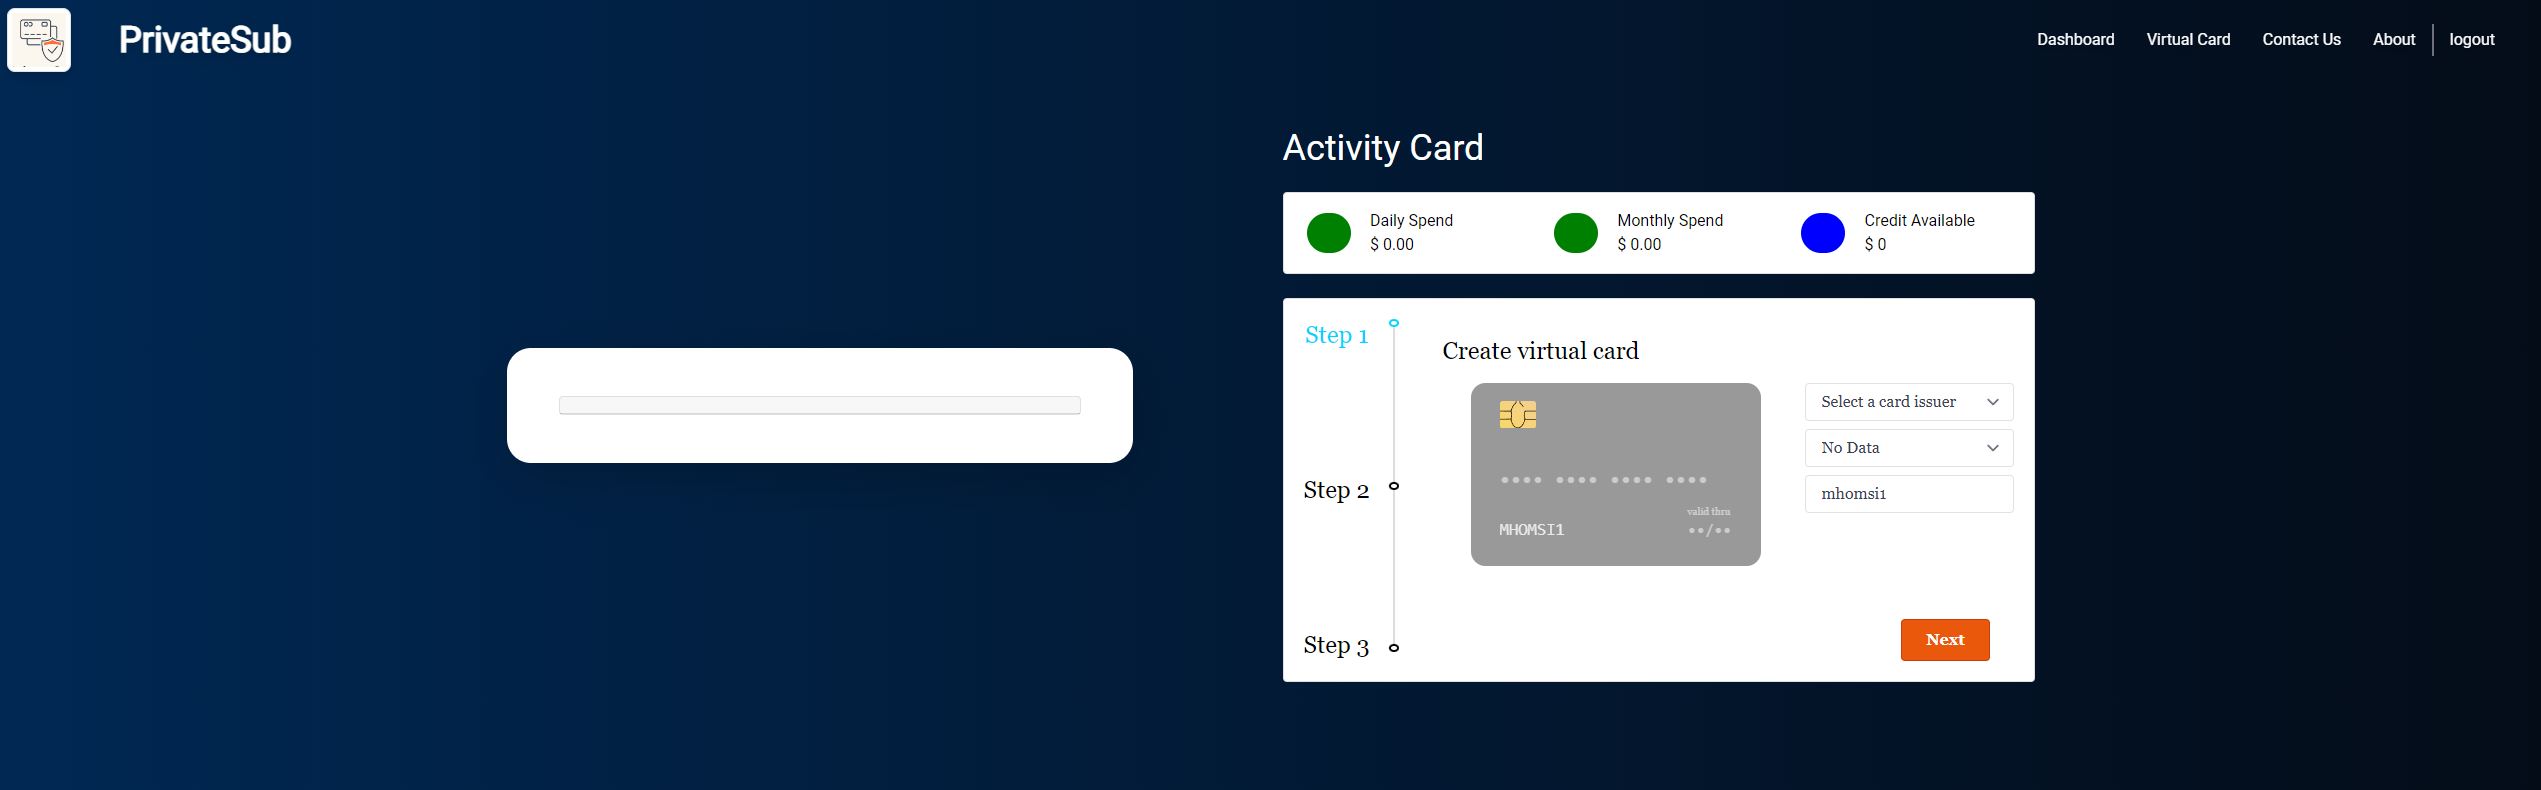 PrivateSub
Dashboard Virtual Card Contact Us About logout
Activity Card
Daily Spend
$ 0.00
Monthly Spend
$ 0.00
Credit Available
$ 0
Step 1
Step 2
Step 3
Create virtual card
•••• •••• •••• ••••
valid thru
MHOMSI1 ••/••
Select a card issuer
No Data
mhomsi1
Next